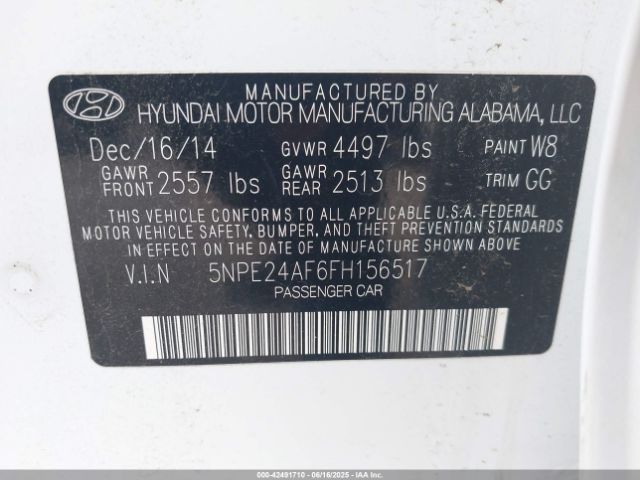 MANUFACTURED BY
HYUNDAI MOTOR MANUFACTURING ALABAMA, LLC
Dec/16/14 GVWR 4497 lbs PAINT W8
GAWR FRONT 2557 lbs GAWR REAR 2513 lbs TRIM GG
THIS VEHICLE CONFORMS TO ALL APPLICABLE U.S.A. FEDERAL
MOTOR VEHICLE SAFETY, BUMPER, AND THEFT PREVENTION STANDARDS
IN EFFECT ON THE DATE OF MANUFACTURE SHOWN ABOVE.
V.I.N 5NPE24AF6FH156517
PASSENGER CAR
000-42491710 - 06/16/2025 - IAA Inc.